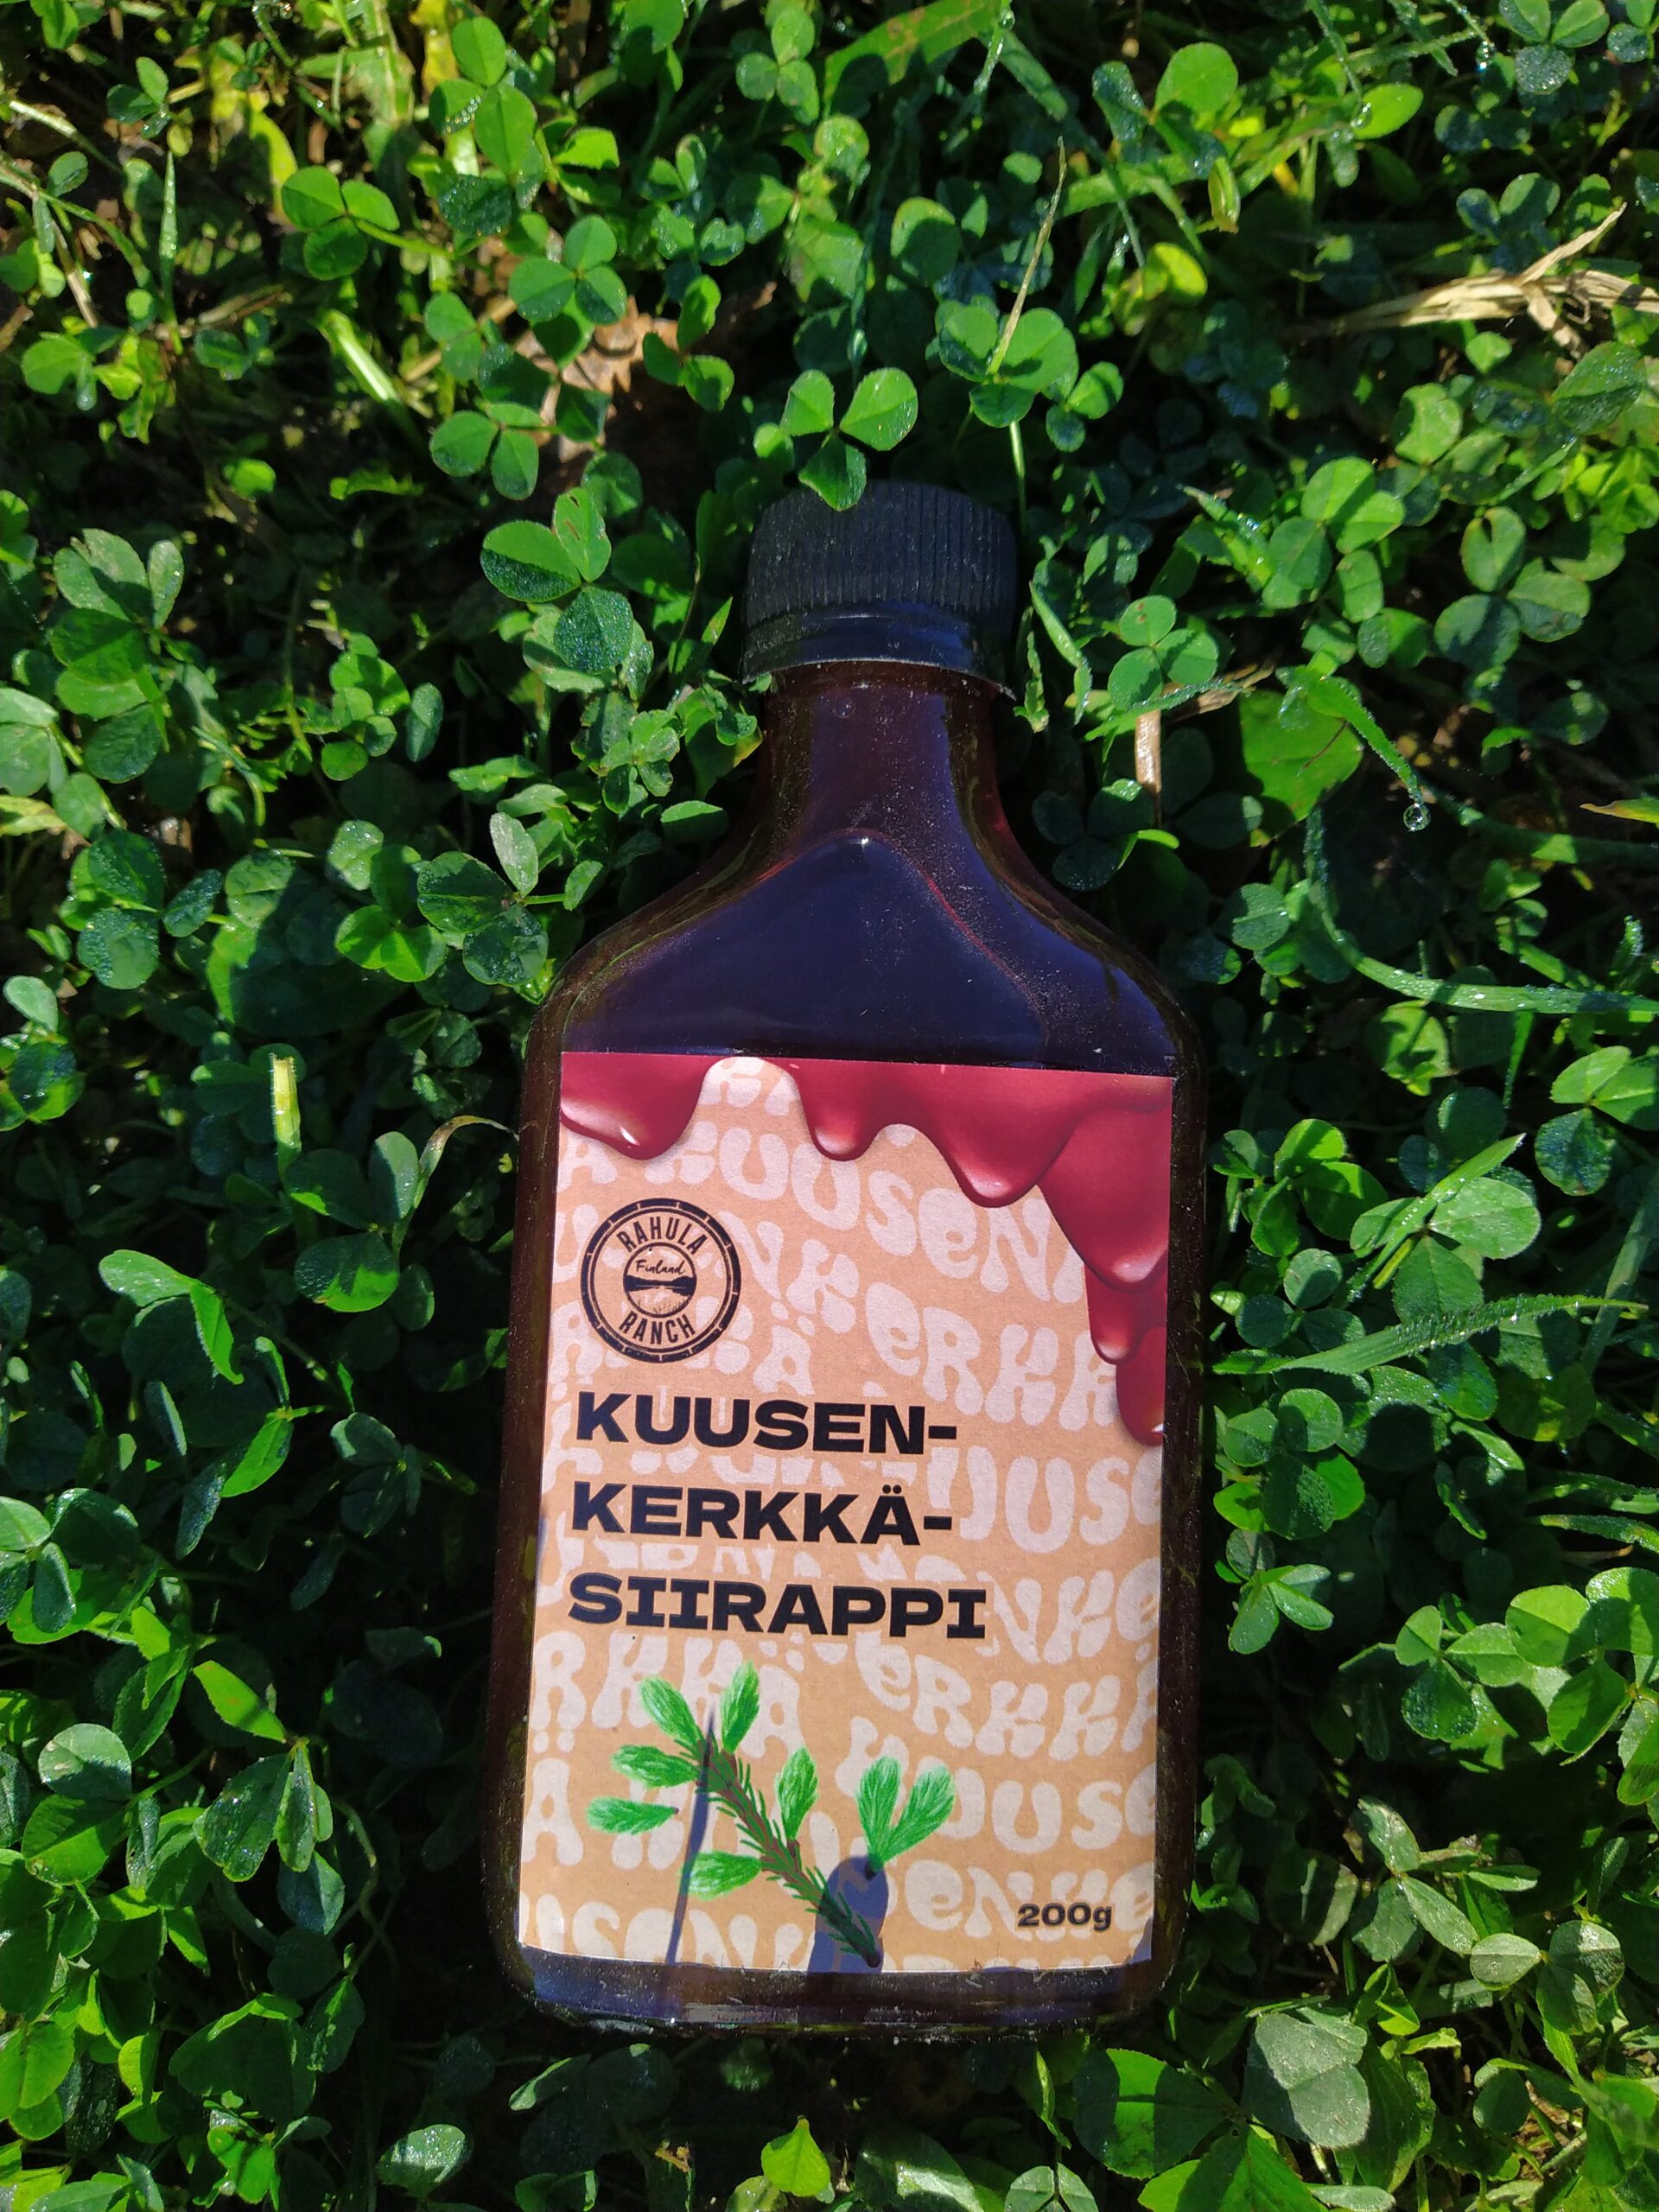 RAHULA
Finland
RANCH
KUUSEN-
KERKKÄ-
SIIRAPPI
200g